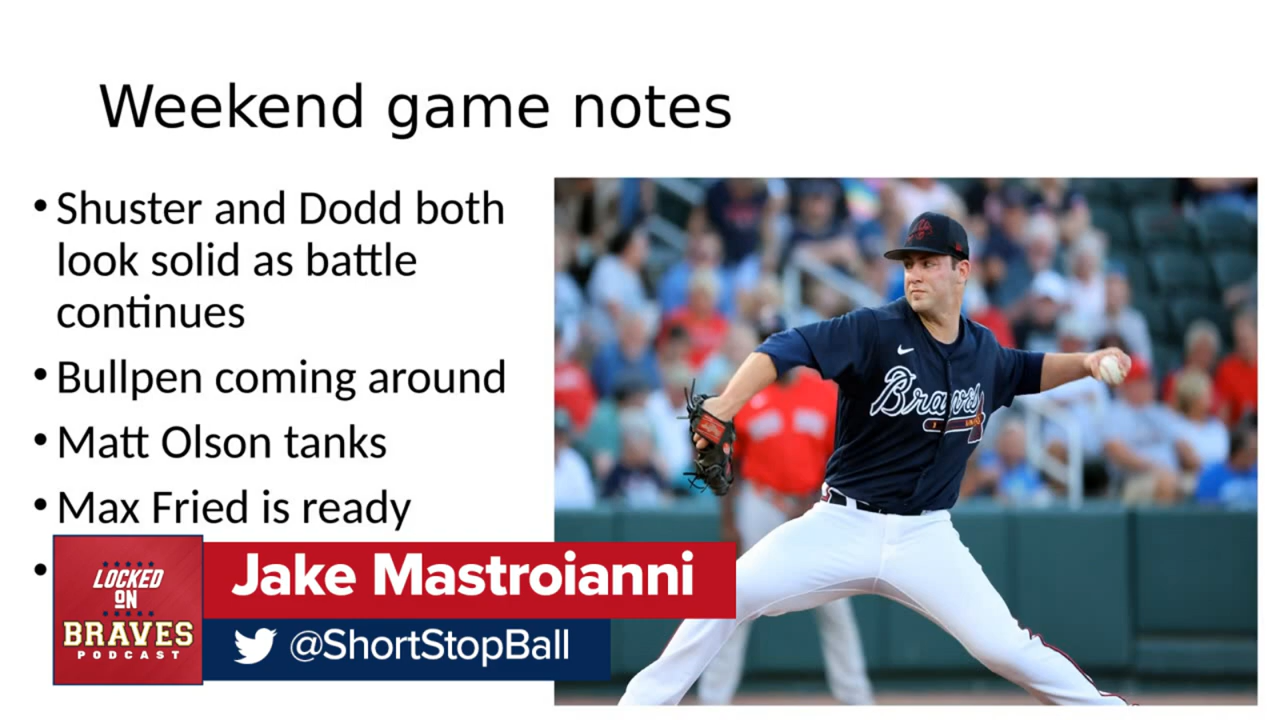 Weekend game notes
• Shuster and Dodd both
look solid as battle
continues
• Bullpen coming around
• Matt Olson tanks
• Max Fried is ready
•
LOCKED
ON
BRAVES
PODCAST
Jake Mastroianni
@ShortStopBall
Braves